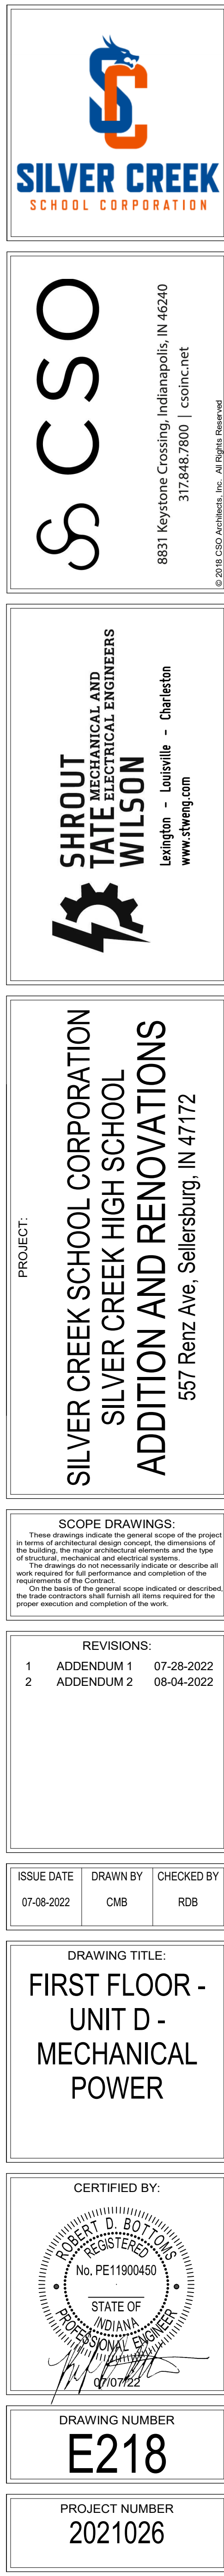 SC
SILVER CREEK
SCHOOL CORPORATION
CSO
8831 Keystone Crossing, Indianapolis, IN 46240
317.848.7800 | csoinc.net
© 2018 CSO Architects, Inc. All Rights Reserved
SHROUT
TATE MECHANICAL AND
ELECTRICAL ENGINEERS
WILSON
Lexington - Louisville - Charleston
www.stweng.com
PROJECT:
SILVER CREEK SCHOOL CORPORATION
SILVER CREEK HIGH SCHOOL
ADDITION AND RENOVATIONS
557 Renz Ave, Sellersburg, IN 47172
SCOPE DRAWINGS:
These drawings indicate the general scope of the project
in terms of architectural design concept, the dimensions of
the building, the major architectural elements and the type
of structural, mechanical and electrical systems.
The drawings do not necessarily indicate or describe all
work required for full performance and completion of the
requirements of the Contract.
On the basis of the general scope indicated or described,
the trade contractors shall furnish all items required for the
proper execution and completion of the work.
REVISIONS:
1 ADDENDUM 1 07-28-2022
2 ADDENDUM 2 08-04-2022
ISSUE DATE DRAWN BY CHECKED BY
07-08-2022 CMB RDB
DRAWING TITLE:
FIRST FLOOR -
UNIT D -
MECHANICAL
POWER
CERTIFIED BY:
ROBERT D. BOTTOMS
REGISTERED
No. PE11900450
STATE OF
INDIANA
PROFESSIONAL ENGINEER
07/07/22
DRAWING NUMBER
E218
PROJECT NUMBER
2021026